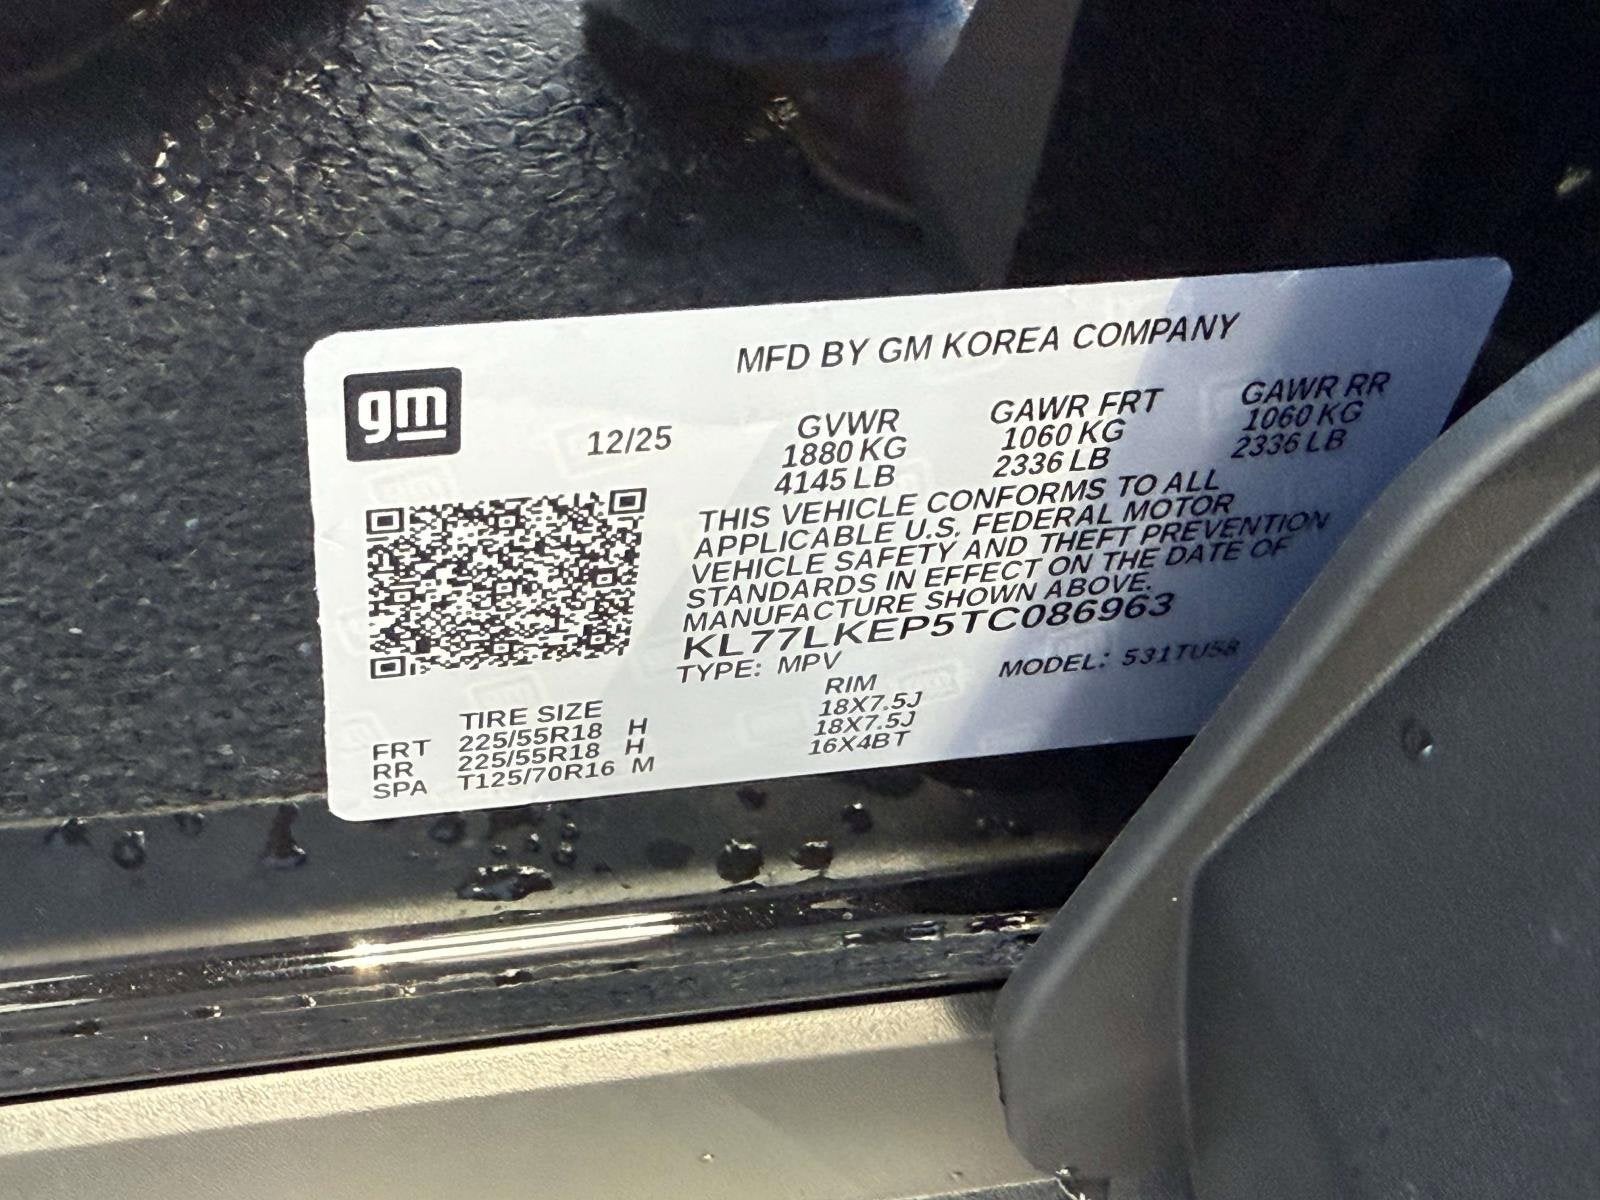 MFD BY GM KOREA COMPANY
gm
12/25
GVWR GAWR FRT GAWR RR
1880 KG 1060 KG 1060 KG
4145 LB 2336 LB 2336 LB
THIS VEHICLE CONFORMS TO ALL
APPLICABLE U.S. FEDERAL MOTOR
VEHICLE SAFETY AND THEFT PREVENTION
STANDARDS IN EFFECT ON THE DATE OF
MANUFACTURE SHOWN ABOVE.
KL77LKEP5TC086963
TYPE: MPV MODEL: 531TU58
TIRE SIZE RIM
FRT 225/55R18 H 18X7.5J
RR 225/55R18 H 18X7.5J
SPA T125/70R16 M 16X4BT